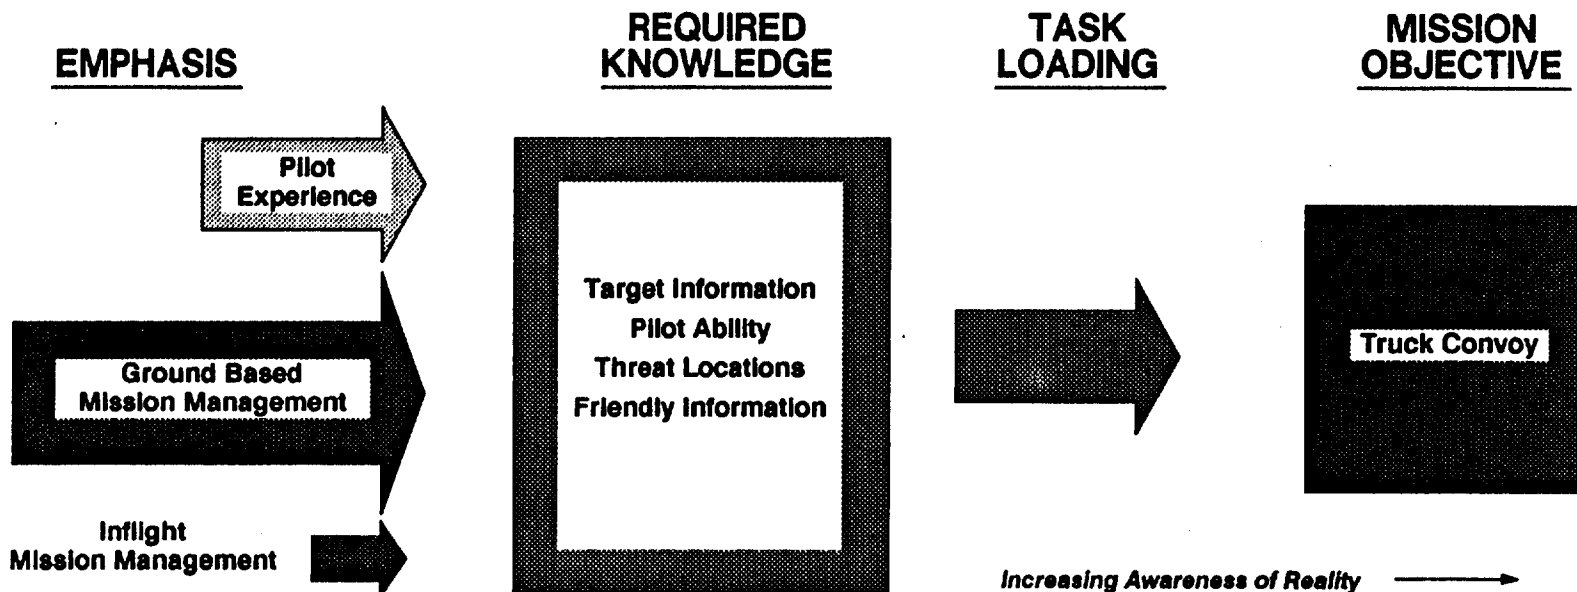 EMPHASIS
REQUIRED
KNOWLEDGE
TASK
LOADING
MISSION
OBJECTIVE
Pilot
Experience
Ground Based
Mission Management
Inflight
Mission Management
Target Information
Pilot Ability
Threat Locations
Friendly Information
Truck Convoy
Increasing Awareness of Reality